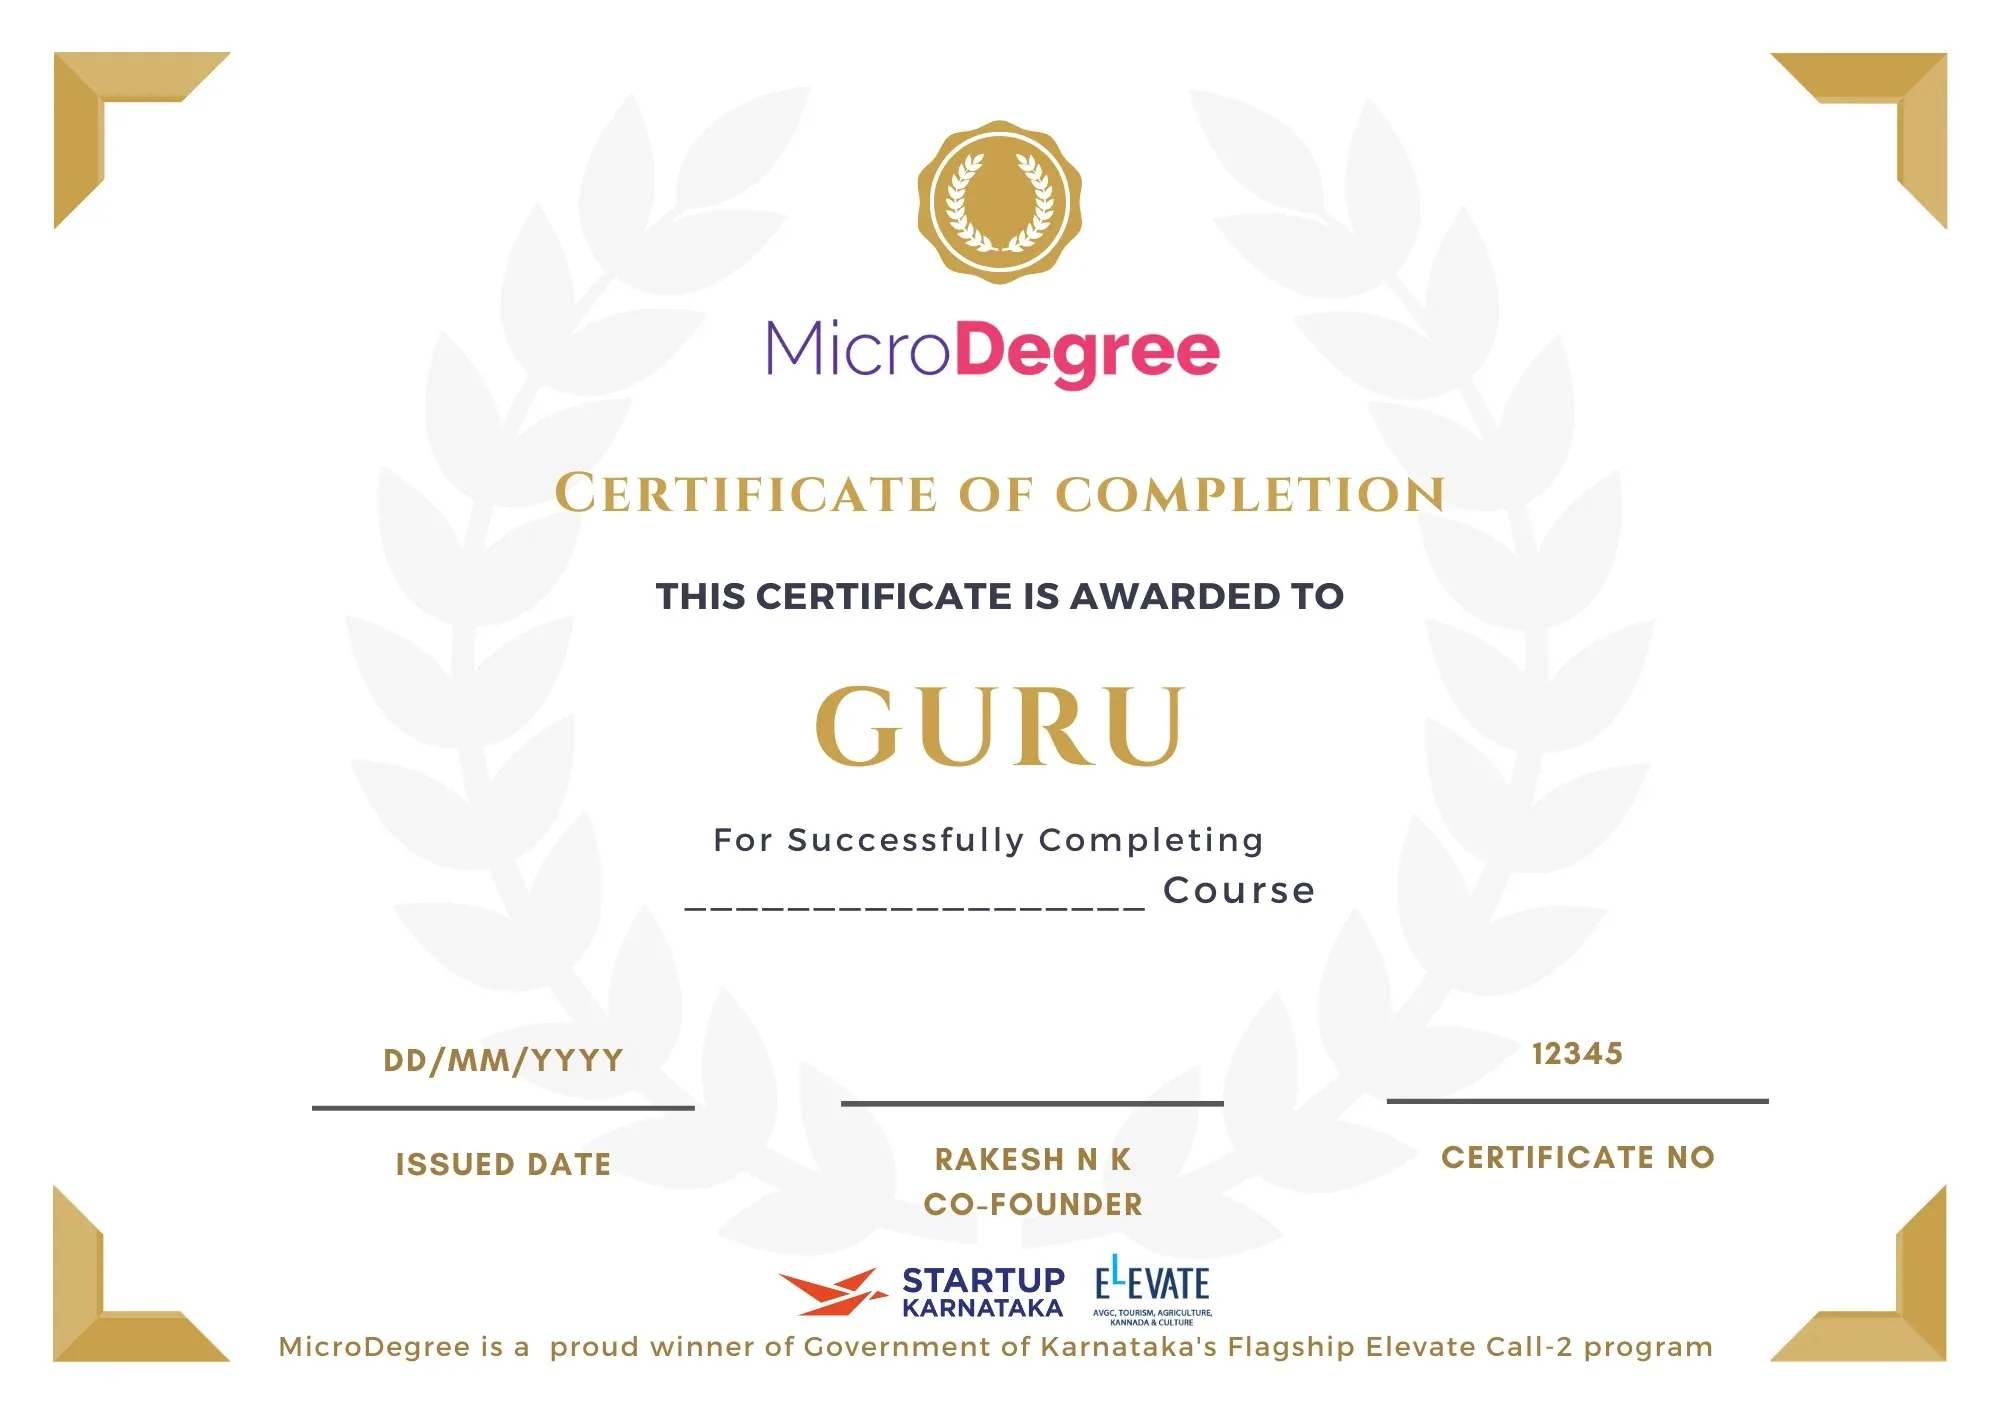 MicroDegree
CERTIFICATE OF COMPLETION
THIS CERTIFICATE IS AWARDED TO
GURU
For Successfully Completing
__________________ Course
DD/MM/YYYY
12345
ISSUED DATE
RAKESH N K
CO-FOUNDER
CERTIFICATE NO
STARTUP
KARNATAKA
ELEVATE
AVGC, TOURISM, AGRICULTURE,
KANNADA & CULTURE
MicroDegree is a proud winner of Government of Karnataka's Flagship Elevate Call-2 program